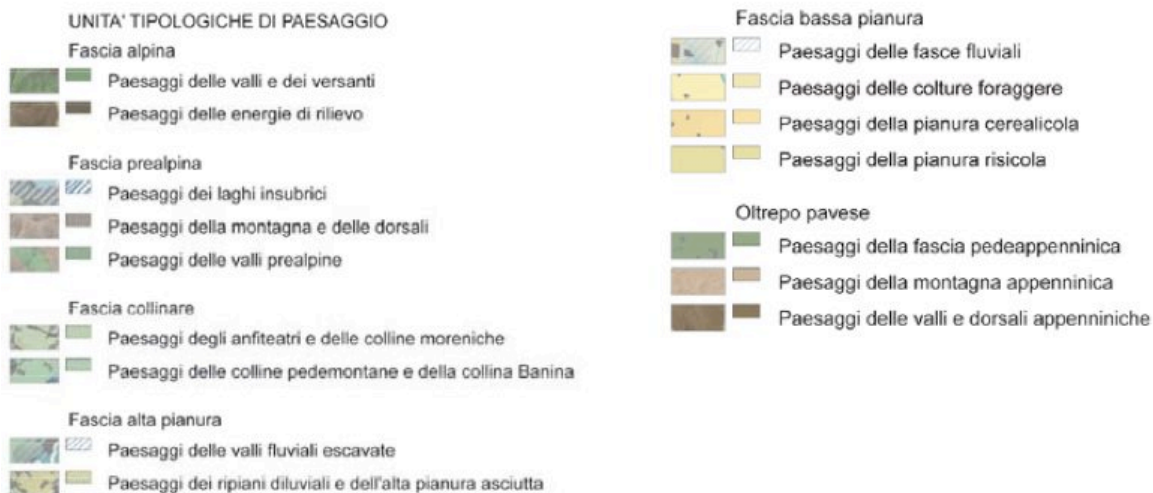 UNITA' TIPOLOGICHE DI PAESAGGIO
Fascia alpina
Paesaggi delle valli e dei versanti
Paesaggi delle energie di rilievo
Fascia prealpina
Paesaggi dei laghi insubrici
Paesaggi della montagna e delle dorsali
Paesaggi delle valli prealpine
Fascia collinare
Paesaggi degli anfiteatri e delle colline moreniche
Paesaggi delle colline pedemontane e della collina Banina
Fascia alta pianura
Paesaggi delle valli fluviali escavate
Paesaggi dei ripiani diluviali e dell'alta pianura asciutta
Fascia bassa pianura
Paesaggi delle fasce fluviali
Paesaggi delle colture foraggere
Paesaggi della pianura cerealicola
Paesaggi della pianura risicola
Oltrepo pavese
Paesaggi della fascia pedeappenninica
Paesaggi della montagna appenninica
Paesaggi delle valli e dorsali appenniniche